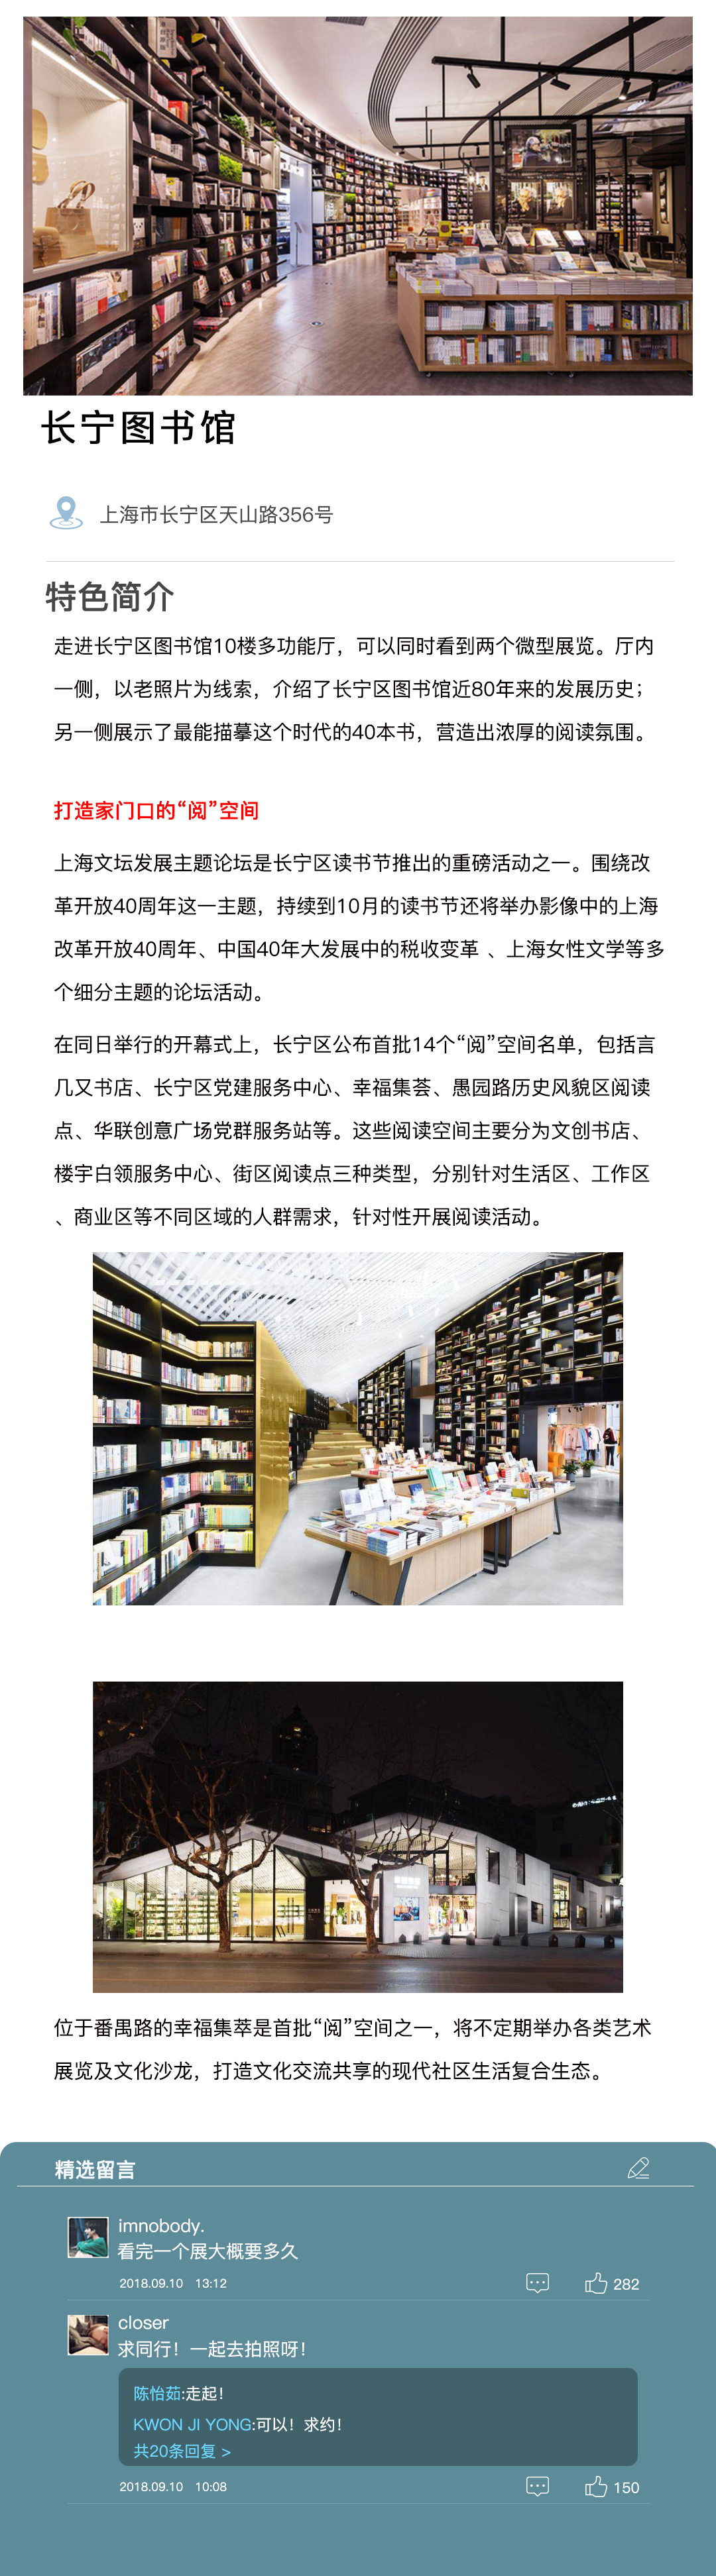 长宁图书馆
上海市长宁区天山路356号
特色简介
走进长宁区图书馆10楼多功能厅，可以同时看到两个微型展览。厅内
一侧，以老照片为线索，介绍了长宁区图书馆近80年来的发展历史；
另一侧展示了最能描摹这个时代的40本书，营造出浓厚的阅读氛围。
打造家门口的“阅”空间
上海文坛发展主题论坛是长宁区读书节推出的重磅活动之一。围绕改
革开放40周年这一主题，持续到10月的读书节还将举办影像中的上海
改革开放40周年、中国40年大发展中的税收变革 、上海女性文学等多
个细分主题的论坛活动。
在同日举行的开幕式上，长宁区公布首批14个“阅”空间名单，包括言
几又书店、长宁区党建服务中心、幸福集荟、愚园路历史风貌区阅读
点、华联创意广场党群服务站等。这些阅读空间主要分为文创书店、
楼宇白领服务中心、街区阅读点三种类型，分别针对生活区、工作区
、商业区等不同区域的人群需求，针对性开展阅读活动。
位于番禺路的幸福集萃是首批“阅”空间之一，将不定期举办各类艺术
展览及文化沙龙，打造文化交流共享的现代社区生活复合生态。
精选留言
imnobody.
看完一个展大概要多久
2018.09.10 13:12
282
closer
求同行！一起去拍照呀！
陈怡茹:走起！
KWON JI YONG:可以！求约！
共20条回复 >
2018.09.10 10:08
150